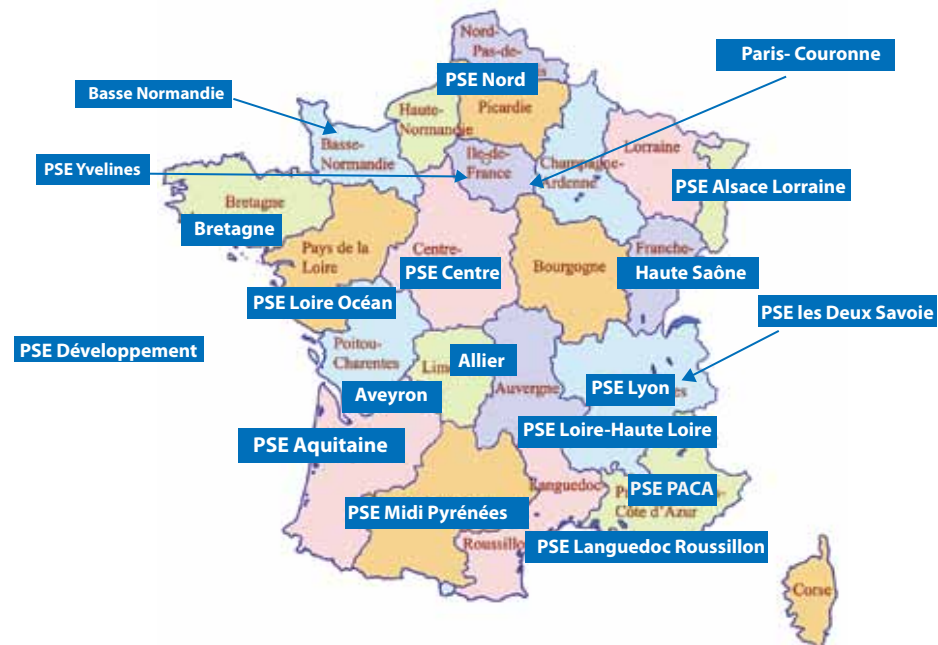 Nord-
Pas-de-
PSE Nord
Picardie
Paris- Couronne
Basse Normandie
Haute-
Normandie
Basse-
Normandie
Ile-de-
France
Champagne-
Ardenne
Lorraine
PSE Yvelines
PSE Alsace Lorraine
Bretagne
Bretagne
Pays de la
Loire
Centre-
PSE Centre
Bourgogne
Franche-
Haute Saône
PSE Loire Océan
PSE les Deux Savoie
PSE Développement
Poitou-
Charentes
Allier
Auvergne
Aveyron
PSE Lyon
PSE Loire-Haute Loire
PSE Aquitaine
Languedoc-
PSE PACA
Côte d'Azur
PSE Midi Pyrénées
PSE Languedoc Roussillon
Corse